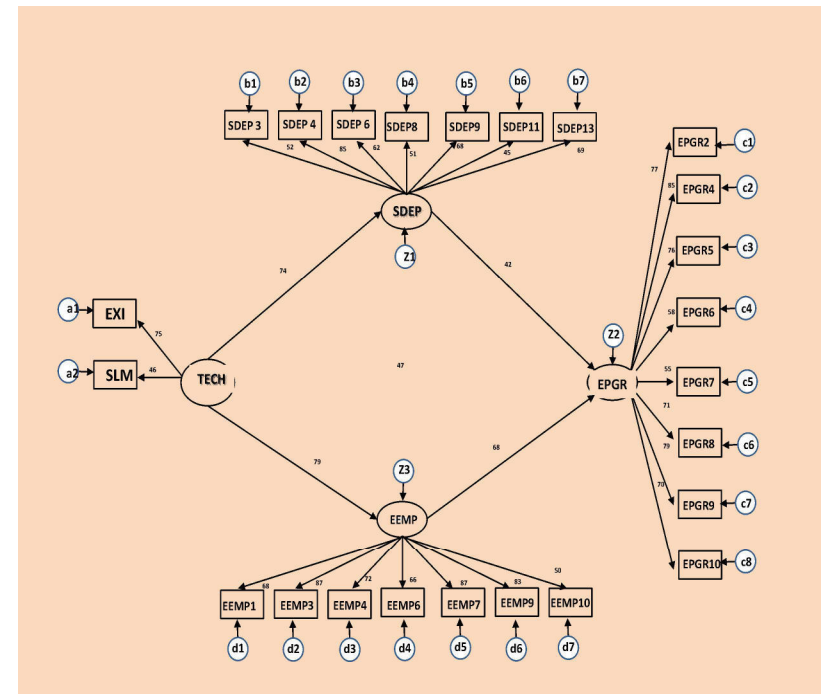 b1 b2 b3 b4 b5 b6 b7
SDEP 3 SDEP 4 SDEP 6 SDEP8 SDEP9 SDEP11 SDEP13
52 85 62 51 68 45 69
SDEP
Z1
EPGR2 c1
77
EPGR4 c2
85
EPGR5 c3
76
EPGR6 c4
58
74 42
a1 EXI
75
Z2
a2 SLM 46 TECH
47
EPGR
55 EPGR7 c5
71
EPGR8 c6
79
EPGR9 c7
70
EPGR10 c8
79 68
Z3
EEMP
68 87 72 66 87 83 50
EEMP1 EEMP3 EEMP4 EEMP6 EEMP7 EEMP9 EEMP10
d1 d2 d3 d4 d5 d6 d7